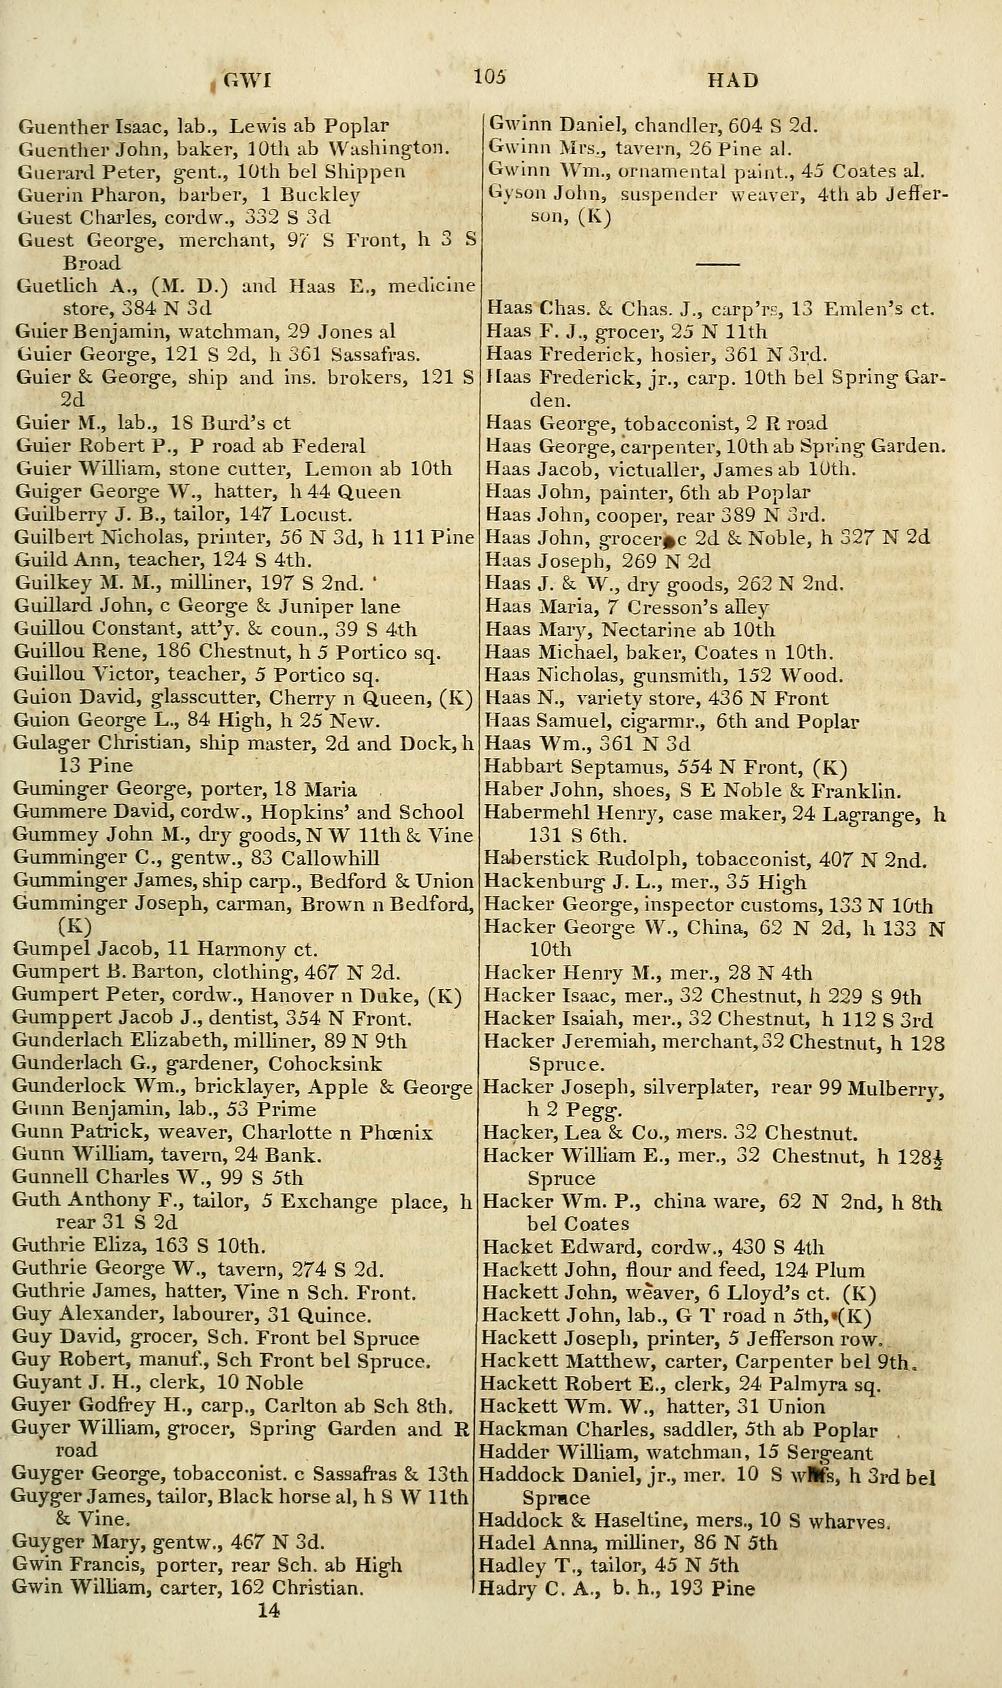 GWI 105 HAD
Guenther Isaac, lab., Lewis ab Poplar
Guenther John, baker, 10th ab Washington.
Guerard Peter, gent., 10th bel Shippen
Guerin Pharon, barber, 1 Buckley
Guest Charles, cordw., 332 S 3d
Guest George, merchant, 97 S Front, h 3 S
Broad
Guetlich A., (M. D.) and Haas E., medicine
store, 384 N 3d
Guier Benjamin, watchman, 29 Jones al
Guier George, 121 S 2d, h 361 Sassafras.
Guier & George, ship and ins. brokers, 121 S
2d
Guier M., lab., 18 Burd's ct
Guier Robert P., P road ab Federal
Guier William, stone cutter, Lemon ab 10th
Guiger George W., hatter, h 44 Queen
Guilberry J. B., tailor, 147 Locust.
Guilbert Nicholas, printer, 56 N 3d, h 111 Pine
Guild Ann, teacher, 124 S 4th.
Guilkey M. M., milliner, 197 S 2nd.
Guillard John, c George & Juniper lane
Guillou Constant, att'y. & coun., 39 S 4th
Guillou Rene, 186 Chestnut, h 5 Portico sq.
Guillou Victor, teacher, 5 Portico sq.
Guion David, glasscutter, Cherry n Queen, (K)
Guion George L., 84 High, h 25 New.
Gulager Christian, ship master, 2d and Dock, h
13 Pine
Guminger George, porter, 18 Maria
Gummere David, cordw., Hopkins' and School
Gummey John M., dry goods, N W 11th & Vine
Gumminger C., gentw., 83 Callowhill
Gumminger James, ship carp., Bedford & Union
Gumminger Joseph, carman, Brown n Bedford,
(K)
Gumpel Jacob, 11 Harmony ct.
Gumpert B. Barton, clothing, 467 N 2d.
Gumpert Peter, cordw., Hanover n Duke, (K)
Gumppert Jacob J., dentist, 354 N Front.
Gunderlach Elizabeth, milliner, 89 N 9th
Gunderlach G., gardener, Cohocksink
Gunderlock Wm., bricklayer, Apple & George
Gunn Benjamin, lab., 53 Prime
Gunn Patrick, weaver, Charlotte n Phœnix
Gunn William, tavern, 24 Bank.
Gunnell Charles W., 99 S 5th
Guth Anthony F., tailor, 5 Exchange place, h
rear 31 S 2d
Guthrie Eliza, 163 S 10th.
Guthrie George W., tavern, 274 S 2d.
Guthrie James, hatter, Vine n Sch. Front.
Guy Alexander, labourer, 31 Quince.
Guy David, grocer, Sch. Front bel Spruce
Guy Robert, manuf., Sch Front bel Spruce.
Guyant J. H., clerk, 10 Noble
Guyer Godfrey H., carp., Carlton ab Sch 8th.
Guyer William, grocer, Spring Garden and R
road
Guyger George, tobacconist. c Sassafras & 13th
Guyger James, tailor, Black horse al, h S W 11th
& Vine.
Guyger Mary, gentw., 467 N 3d.
Gwin Francis, porter, rear Sch. ab High
Gwin William, carter, 162 Christian.
14
Gwinn Daniel, chandler, 604 S 2d.
Gwinn Mrs., tavern, 26 Pine al.
Gwinn Wm., ornamental paint., 45 Coates al.
Gyson John, suspender weaver, 4th ab Jeffer-
son, (K)
Haas Chas. & Chas. J., carp'rs, 13 Emlen's ct.
Haas F. J., grocer, 25 N 11th
Haas Frederick, hosier, 361 N 3rd.
Haas Frederick, jr., carp. 10th bel Spring Gar-
den.
Haas George, tobacconist, 2 R road
Haas George, carpenter, 10th ab Spring Garden.
Haas Jacob, victualler, James ab 10th.
Haas John, painter, 6th ab Poplar
Haas John, cooper, rear 389 N 3rd.
Haas John, grocer c 2d & Noble, h 327 N 2d
Haas Joseph, 269 N 2d
Haas J. & W., dry goods, 262 N 2nd.
Haas Maria, 7 Cresson's alley
Haas Mary, Nectarine ab 10th
Haas Michael, baker, Coates n 10th.
Haas Nicholas, gunsmith, 152 Wood.
Haas N., variety store, 436 N Front
Haas Samuel, cigarmr., 6th and Poplar
Haas Wm., 361 N 3d
Habbart Septamus, 554 N Front, (K)
Haber John, shoes, S E Noble & Franklin.
Habermehl Henry, case maker, 24 Lagrange, h
131 S 6th.
Haberstick Rudolph, tobacconist, 407 N 2nd.
Hackenburg J. L., mer., 35 High
Hacker George, inspector customs, 133 N 10th
Hacker George W., China, 62 N 2d, h 133 N
10th
Hacker Henry M., mer., 28 N 4th
Hacker Isaac, mer., 32 Chestnut, h 229 S 9th
Hacker Isaiah, mer., 32 Chestnut, h 112 S 3rd
Hacker Jeremiah, merchant, 32 Chestnut, h 128
Spruce.
Hacker Joseph, silverplater, rear 99 Mulberry,
h 2 Pegg.
Hacker, Lea & Co., mers. 32 Chestnut.
Hacker William E., mer., 32 Chestnut, h 128½
Spruce
Hacker Wm. P., china ware, 62 N 2nd, h 8th
bel Coates
Hacket Edward, cordw., 430 S 4th
Hackett John, flour and feed, 124 Plum
Hackett John, weaver, 6 Lloyd's ct. (K)
Hackett John, lab., G T road n 5th, (K)
Hackett Joseph, printer, 5 Jefferson row.
Hackett Matthew, carter, Carpenter bel 9th.
Hackett Robert E., clerk, 24 Palmyra sq.
Hackett Wm. W., hatter, 31 Union
Hackman Charles, saddler, 5th ab Poplar
Hadder William, watchman, 15 Sergeant
Haddock Daniel, jr., mer. 10 S whfs, h 3rd bel
Spruce
Haddock & Haseltine, mers., 10 S wharves.
Hadel Anna, milliner, 86 N 5th
Hadley T., tailor, 45 N 5th
Hadry C. A., b. h., 193 Pine